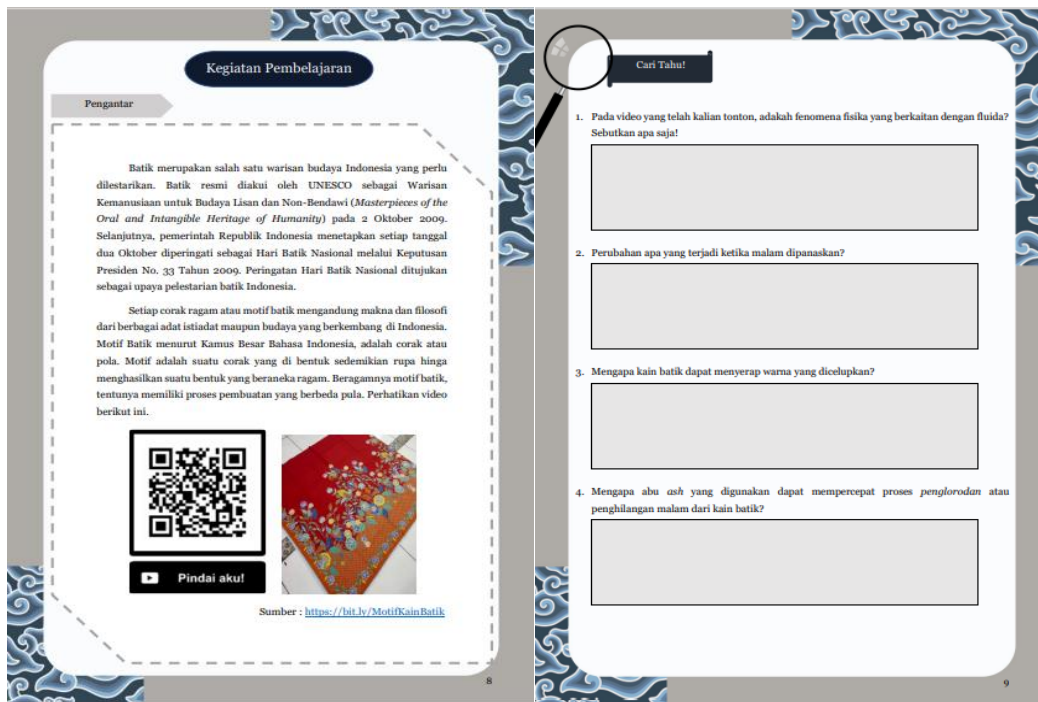 Kegiatan Pembelajaran
Pengantar
Batik merupakan salah satu warisan budaya Indonesia yang perlu
dilestarikan. Batik resmi diakui oleh UNESCO sebagai Warisan
Kemanusiaan untuk Budaya Lisan dan Non-Bendawi (Masterpieces of the
Oral and Intangible Heritage of Humanity) pada 2 Oktober 2009.
Selanjutnya, pemerintah Republik Indonesia menetapkan setiap tanggal
dua Oktober diperingati sebagai Hari Batik Nasional melalui Keputusan
Presiden No. 33 Tahun 2009. Peringatan Hari Batik Nasional ditujukan
sebagai upaya pelestarian batik Indonesia.
Setiap corak ragam atau motif batik mengandung makna dan filosofi
dari berbagai adat istiadat maupun budaya yang berkembang di Indonesia.
Motif Batik menurut Kamus Besar Bahasa Indonesia, adalah corak atau
pola. Motif adalah suatu corak yang di bentuk sedemikian rupa hingga
menghasilkan suatu bentuk yang beraneka ragam. Beragamnya motif batik,
tentunya memiliki proses pembuatan yang berbeda pula. Perhatikan video
berikut ini.
Pindai aku!
Sumber : https://bit.ly/MotifKainBatik
8
Cari Tahu!
1. Pada video yang telah kalian tonton, adakah fenomena fisika yang berkaitan dengan fluida?
Sebutkan apa saja!
2. Perubahan apa yang terjadi ketika malam dipanaskan?
3. Mengapa kain batik dapat menyerap warna yang dicelupkan?
4. Mengapa abu ash yang digunakan dapat mempercepat proses penglorodan atau
penghilangan malam dari kain batik?
9